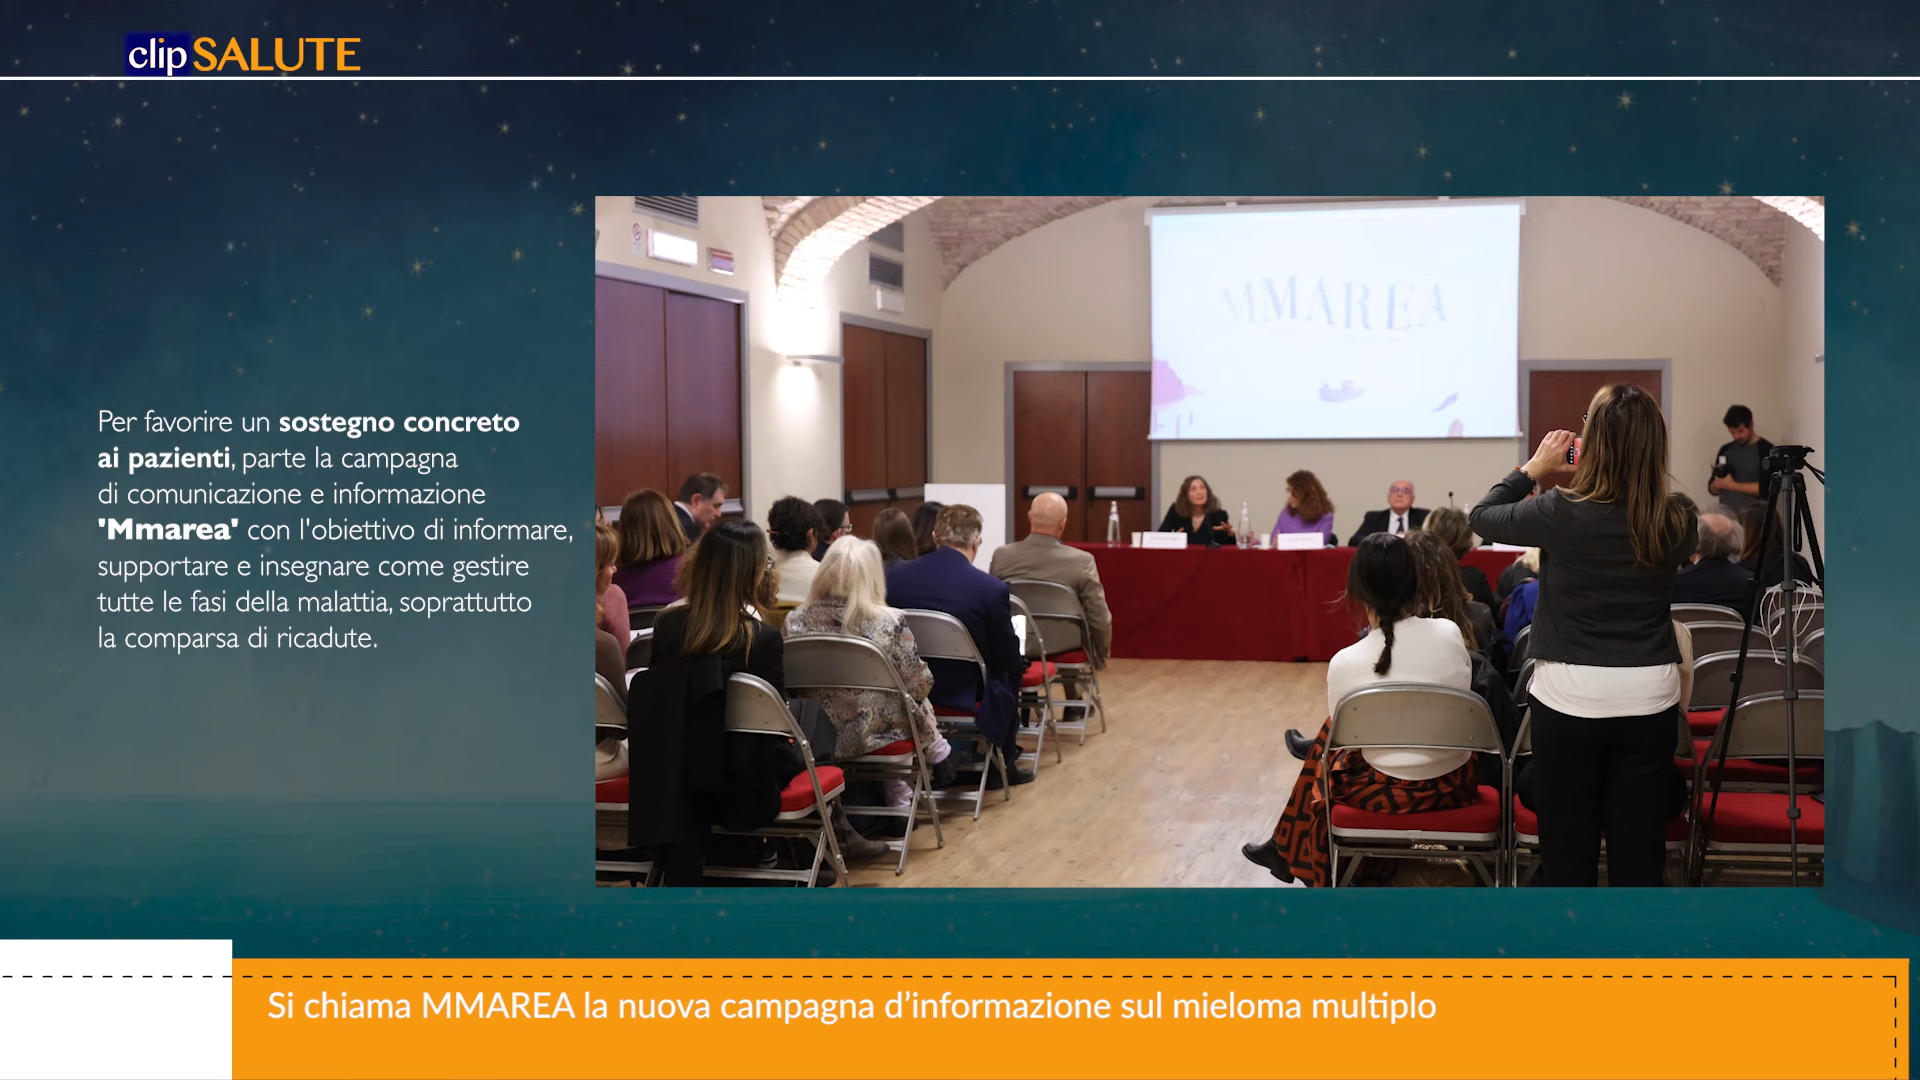 clip SALUTE
MMAREA
Per favorire un sostegno concreto
ai pazienti, parte la campagna
di comunicazione e informazione
'Mmarea' con l'obiettivo di informare,
supportare e insegnare come gestire
tutte le fasi della malattia, soprattutto
la comparsa di ricadute.
Si chiama MMAREA la nuova campagna d’informazione sul mieloma multiplo